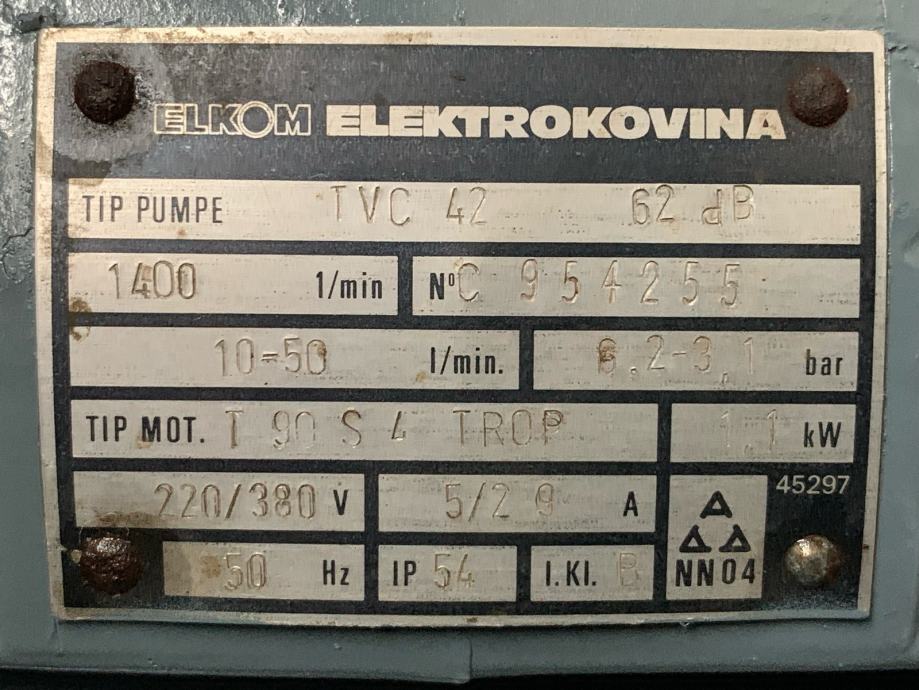 ELKOM ELEKTROKOVINA
TIP PUMPE TVC 42 62 dB
1400 1/min Nº C 954255
10-50 l/min. 6,2-3,1 bar
TIP MOT. T 90 S 4 TROP 1,1 kW
45297
220/380 V 5/2 9 A
50 Hz IP 54 I.KI. B NN04